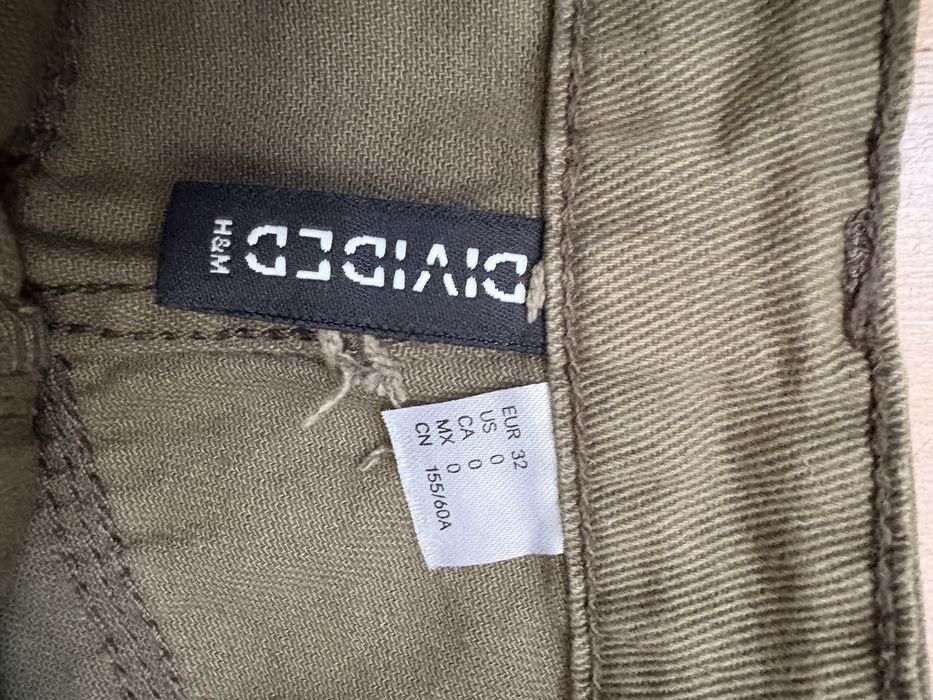 DIVIDED
H&M
EUR 32
US 0
CA 0
MX 0
CN 155/60A